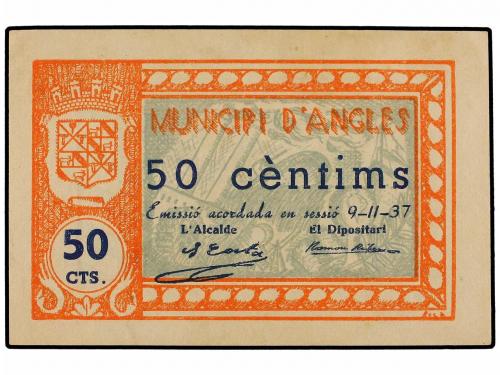 MUNICIPI D'ANGLES
50 cèntims
Emissió acordada en sessió 9-11-37
L'Alcalde El Dipositari
50
CTS.